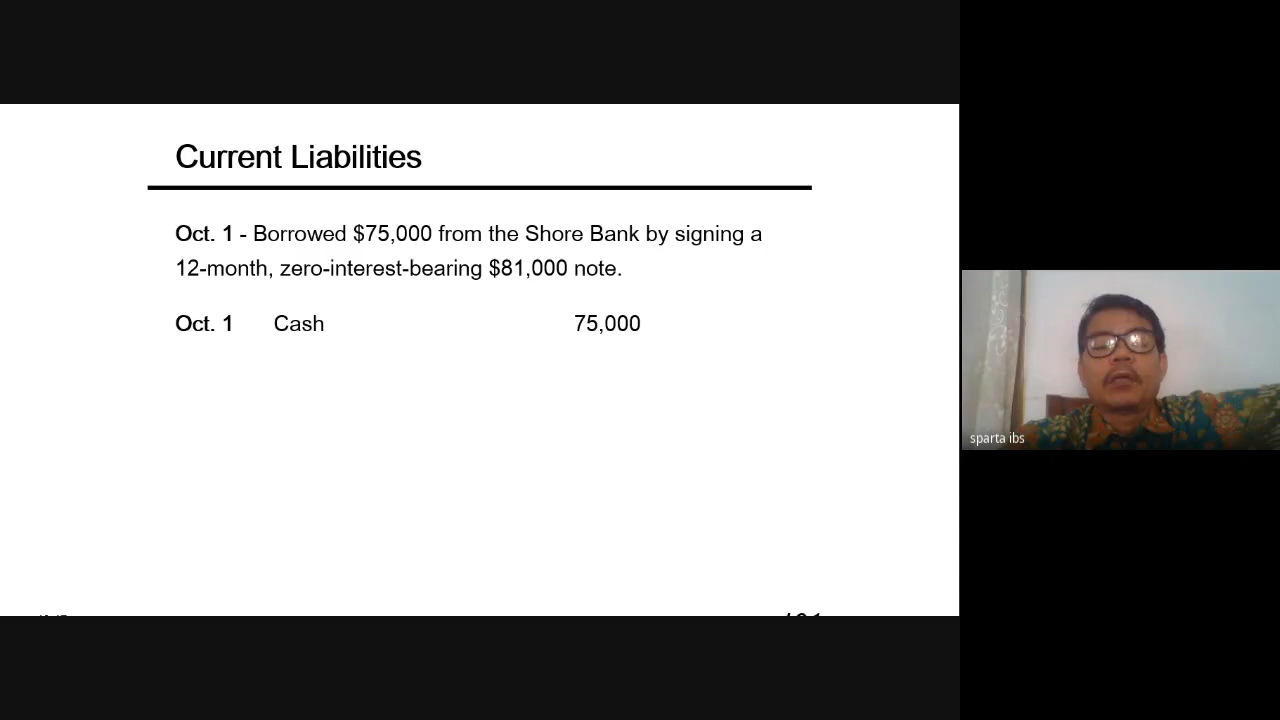 Current Liabilities
Oct. 1 - Borrowed $75,000 from the Shore Bank by signing a
12-month, zero-interest-bearing $81,000 note.
Oct. 1 Cash 75,000
sparta ibs